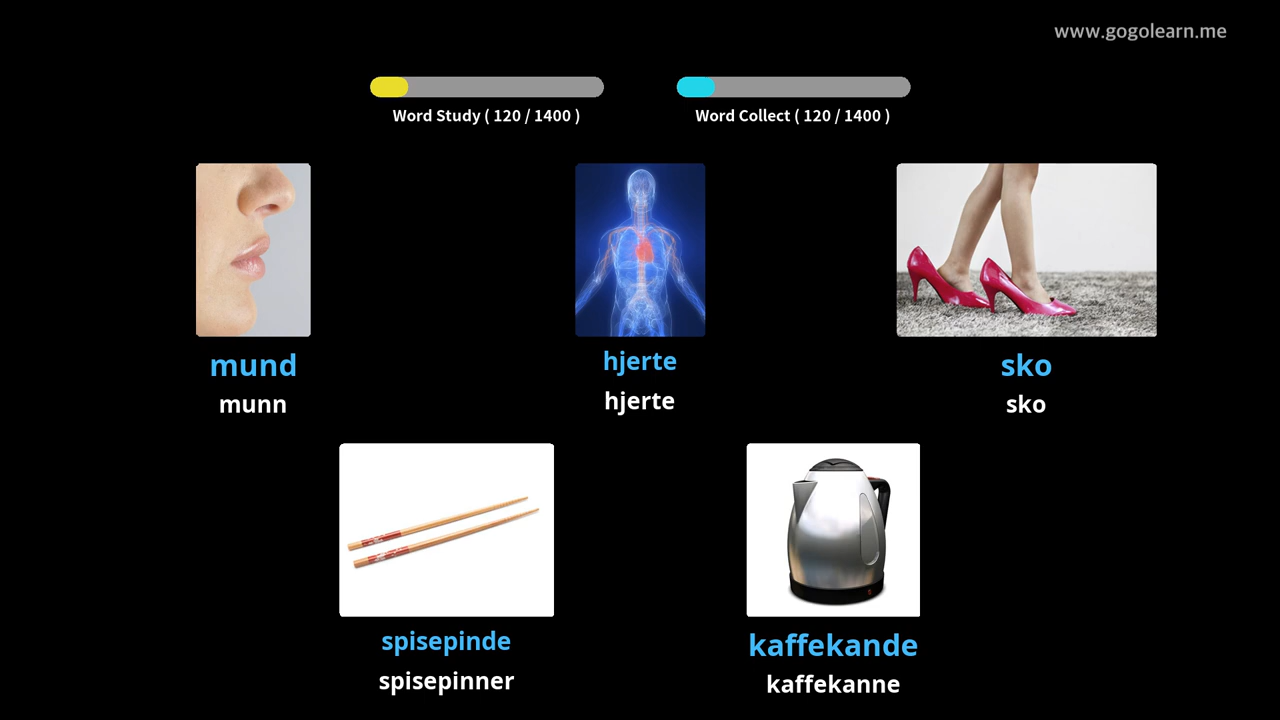 www.gogolearn.me
Word Study ( 120 / 1400 )
Word Collect ( 120 / 1400 )
mund
munn
hjerte
hjerte
sko
sko
spisepinde
spisepinner
kaffekande
kaffekanne